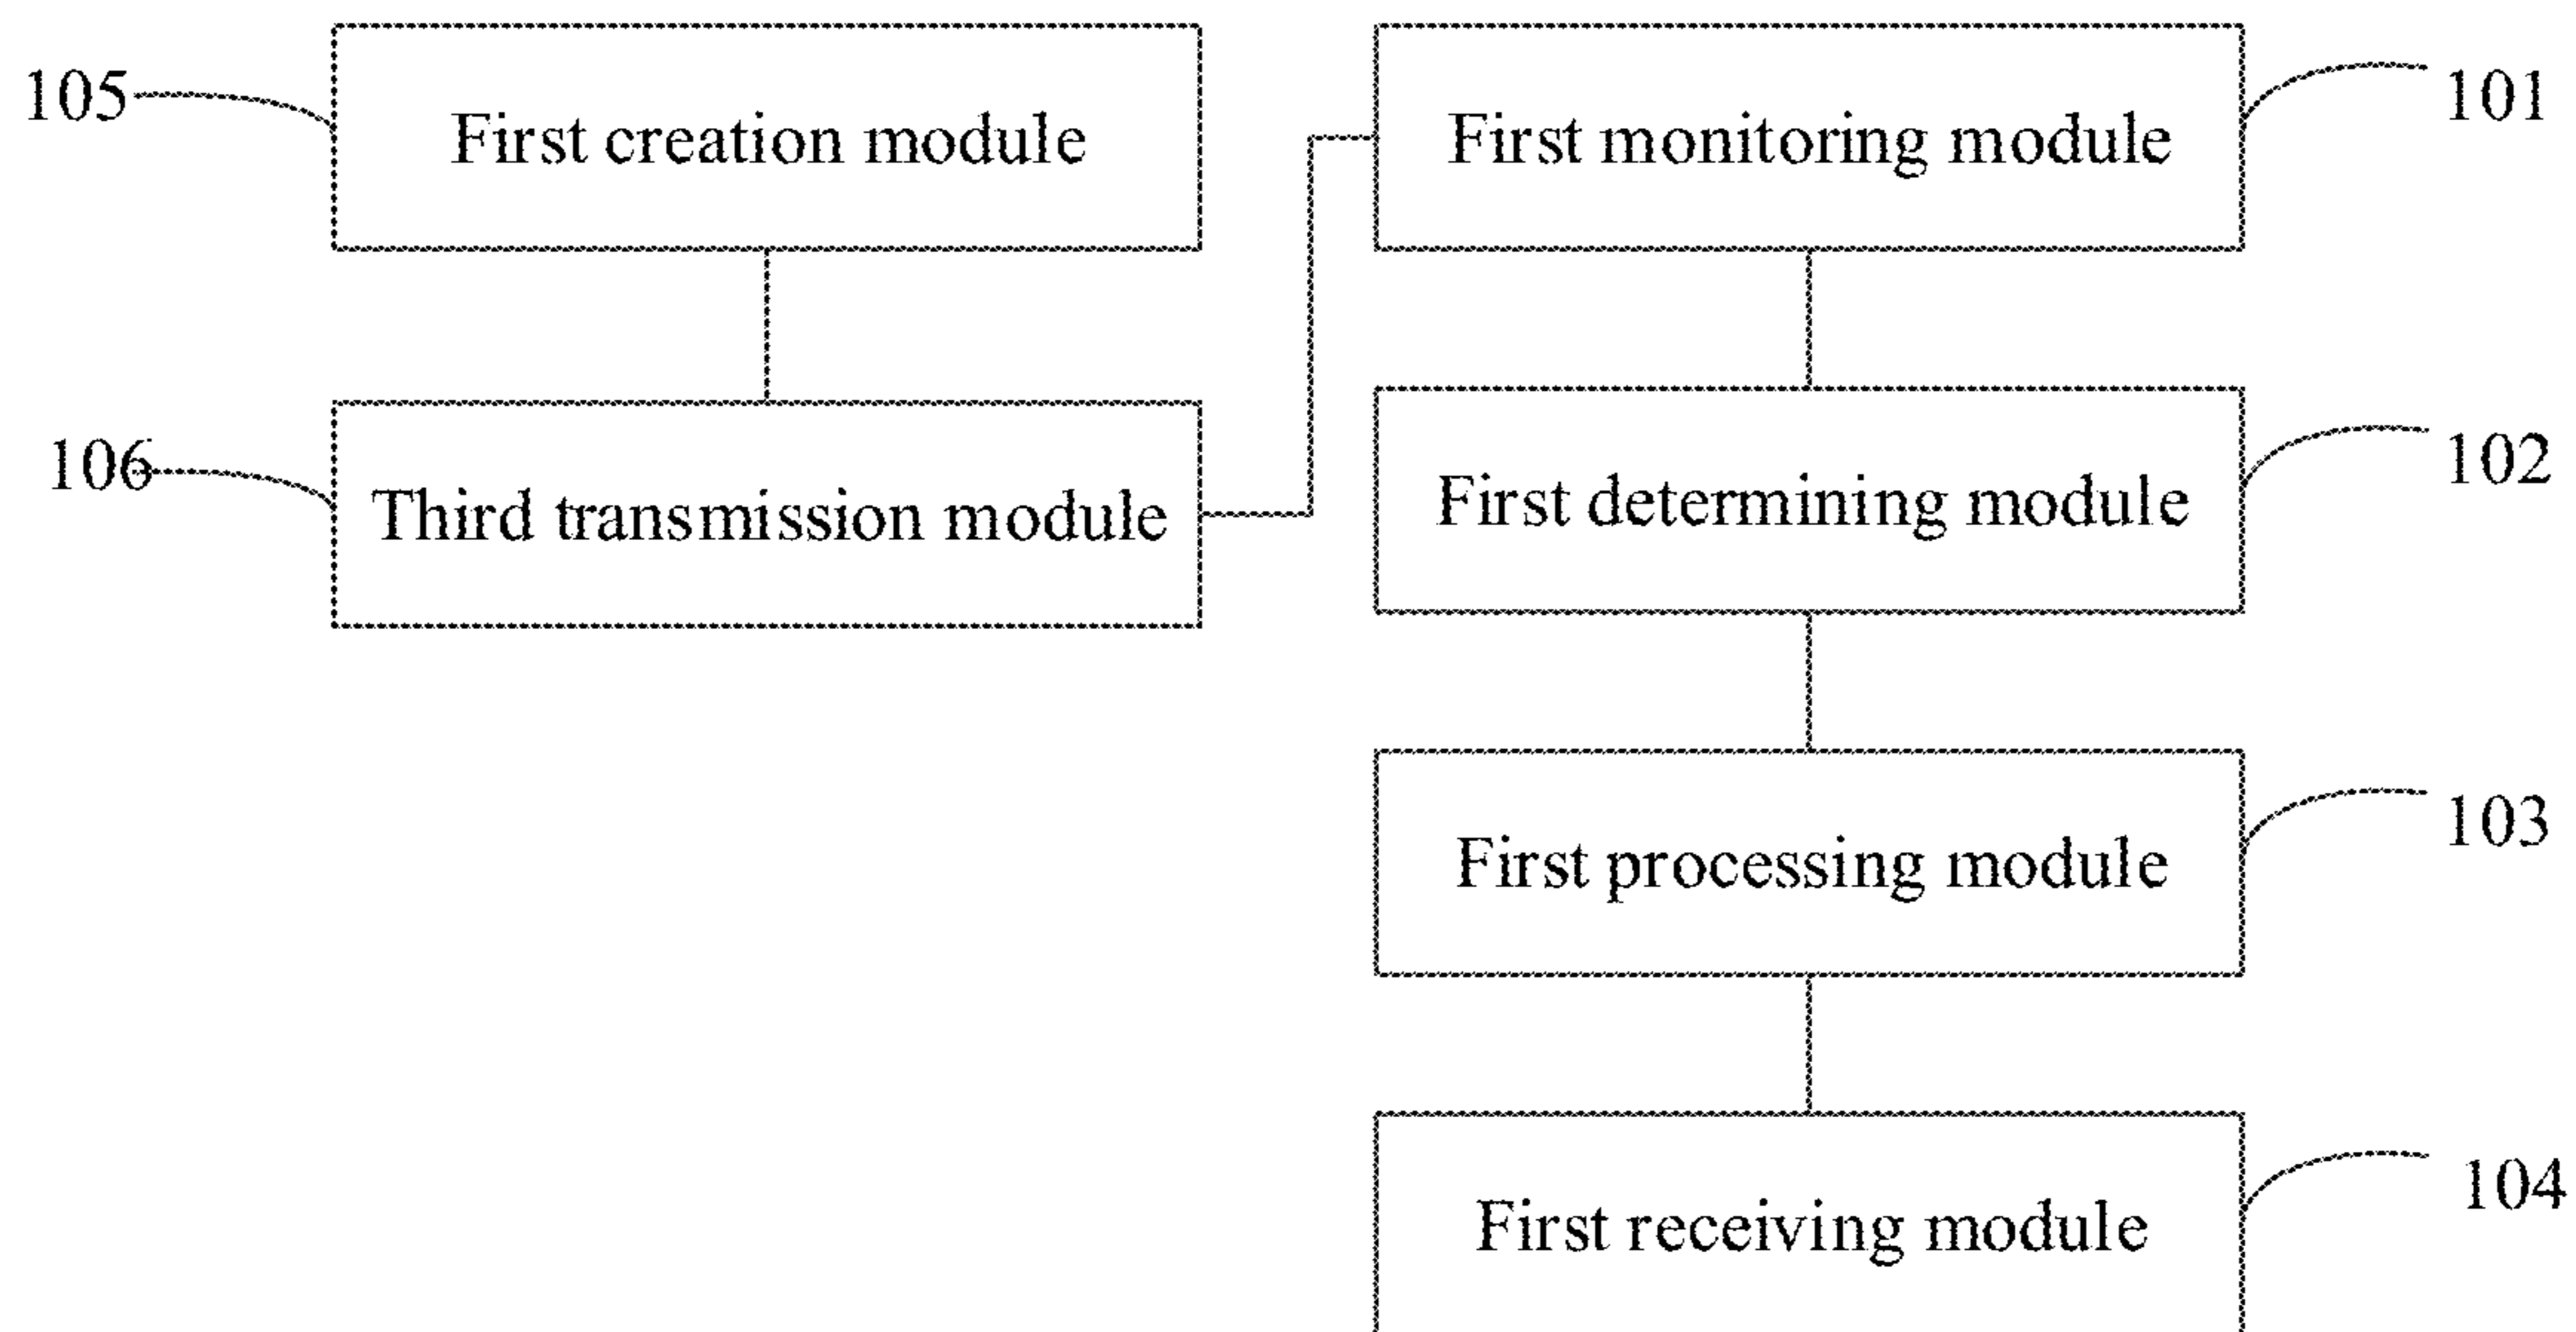 105
First creation module
First monitoring module
101
106
Third transmission module
First determining module
102
First processing module
103
First receiving module
104